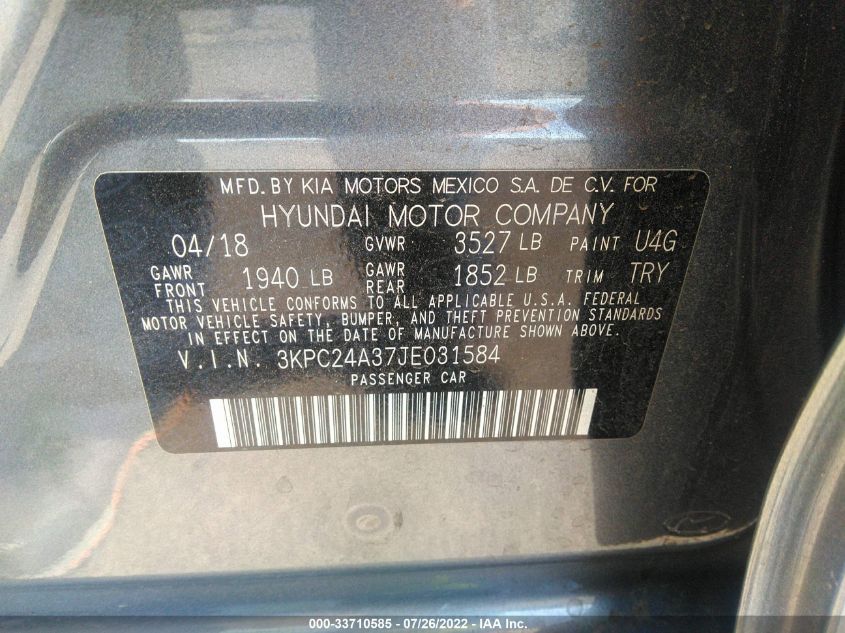 MFD. BY KIA MOTORS MEXICO S.A. DE C.V. FOR
HYUNDAI MOTOR COMPANY
04/18 GVWR 3527 LB PAINT U4G
GAWR FRONT 1940 LB GAWR REAR 1852 LB TRIM TRY
THIS VEHICLE CONFORMS TO ALL APPLICABLE U.S.A. FEDERAL
MOTOR VEHICLE SAFETY, BUMPER, AND THEFT PREVENTION STANDARDS
IN EFFECT ON THE DATE OF MANUFACTURE SHOWN ABOVE.
V.I.N. 3KPC24A37JE031584
PASSENGER CAR
000-33710585 - 07/26/2022 - © IAA Inc.